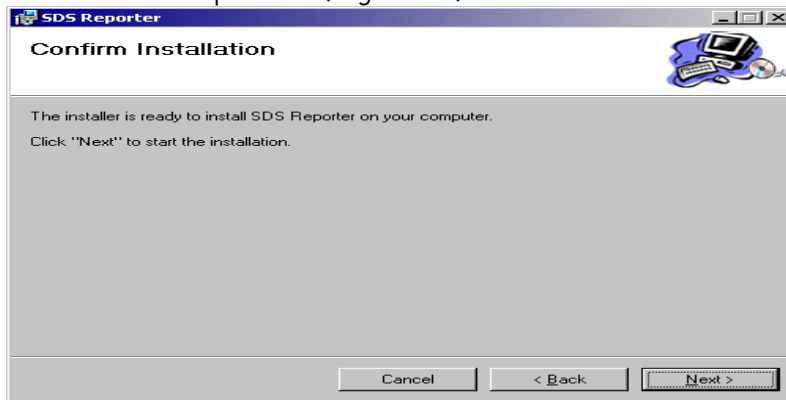 SDS Reporter
Confirm Installation
The installer is ready to install SDS Reporter on your computer.
Click "Next" to start the installation.
Cancel
< Back
Next >